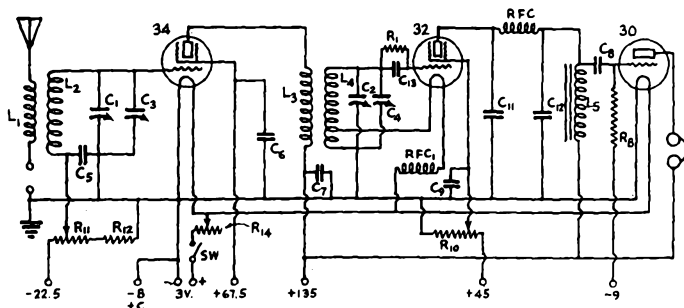 34
32
RFC
30
R1
L1
L2
C1
C3
C5
L3
L4
C2
C4
C13
C6
C7
C11
C12
L5
C8
R8
RFC1
C9
R11
R12
R14
SW
R10
-22.5
-B
+C
-
3V.
+
+67.5
+135
+45
-9